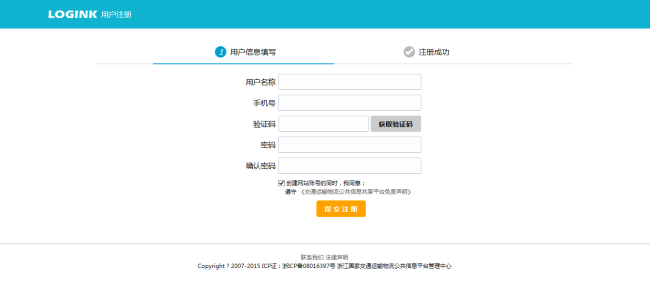 LOGINK 用户注册
1 用户信息填写 注册成功
用户名称
手机号
验证码 获取验证码
密码
确认密码
创建网站账号的同时，我同意：
遵守 《交通运输物流公共信息共享平台免责声明》
提 交 注 册
联系我们 法律声明
Copyright ? 2007-2015 ICP证：浙ICP备08016397号 浙江国家交通运输物流公共信息平台管理中心